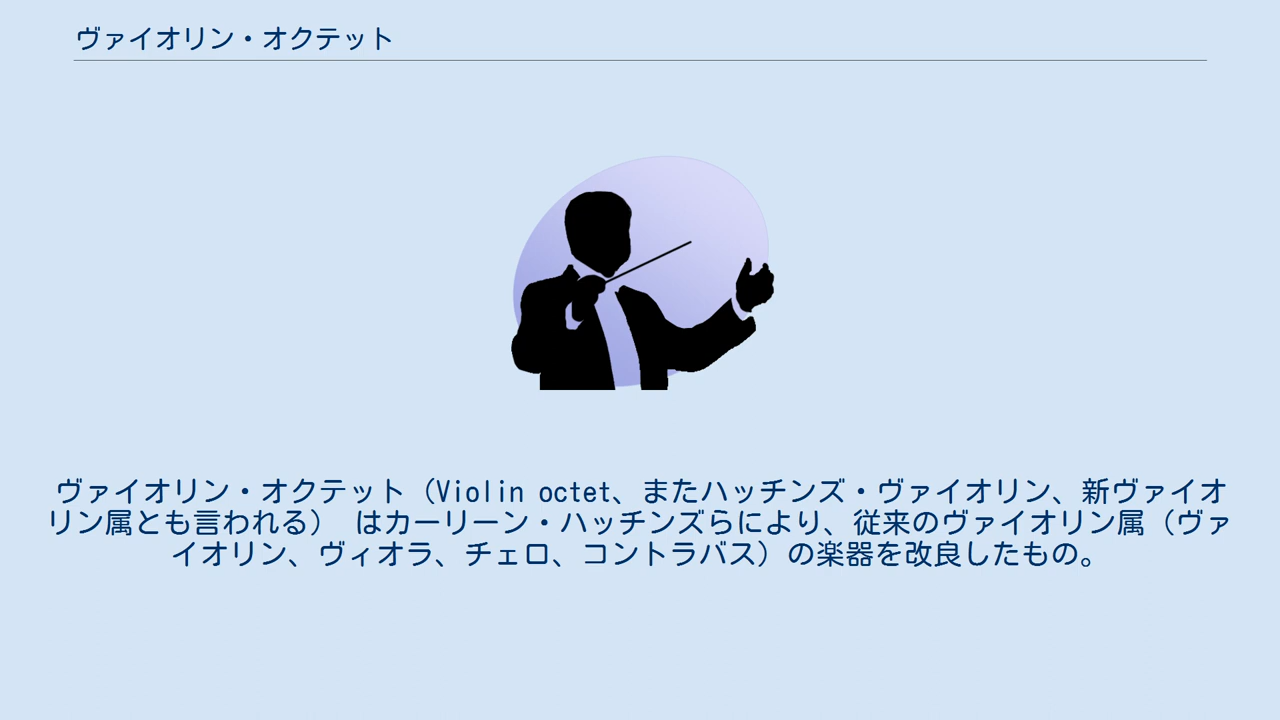 ヴァイオリン・オクテット
ヴァイオリン・オクテット（Violin octet、またハッチンズ・ヴァイオリン、新ヴァイオ
リン属とも言われる） はカーリーン・ハッチンズらにより、従来のヴァイオリン属（ヴァ
イオリン、ヴィオラ、チェロ、コントラバス）の楽器を改良したもの。